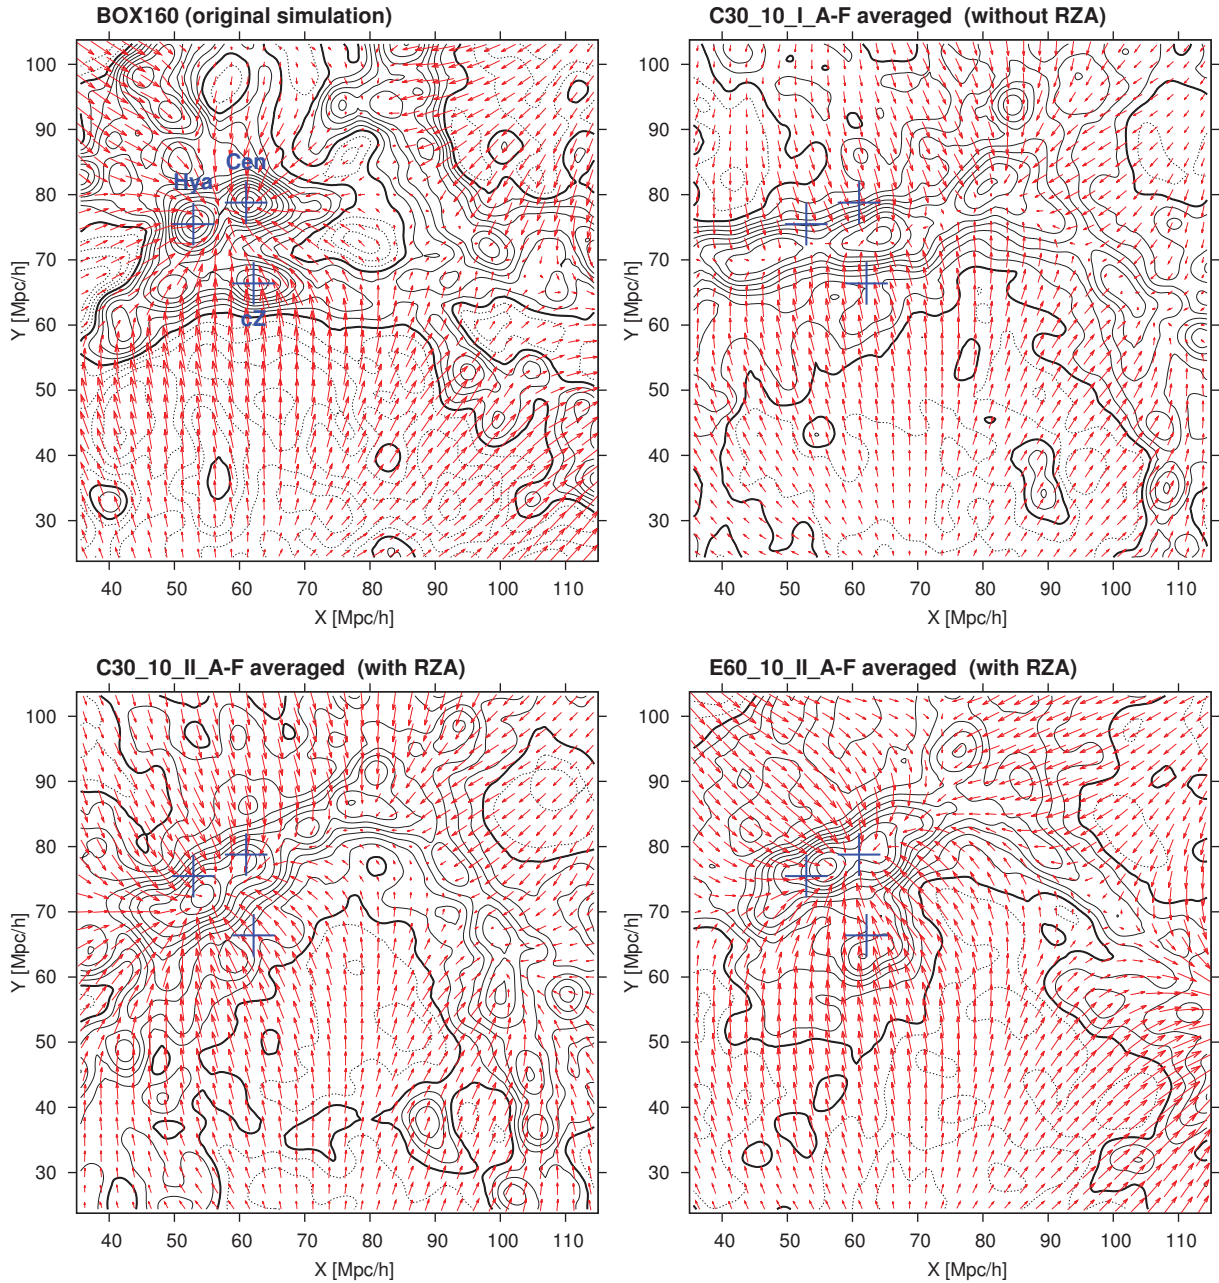 BOX160 (original simulation)
C30_10_I_A-F averaged (without RZA)
100
90
80
70
60
50
40
30
Y [Mpc/h]
Cen
Hya
cZ
40 50 60 70 80 90 100 110
X [Mpc/h]
100
90
80
70
60
50
40
30
Y [Mpc/h]
40 50 60 70 80 90 100 110
X [Mpc/h]
C30_10_II_A-F averaged (with RZA)
E60_10_II_A-F averaged (with RZA)
100
90
80
70
60
50
40
30
Y [Mpc/h]
40 50 60 70 80 90 100 110
X [Mpc/h]
100
90
80
70
60
50
40
30
Y [Mpc/h]
40 50 60 70 80 90 100 110
X [Mpc/h]